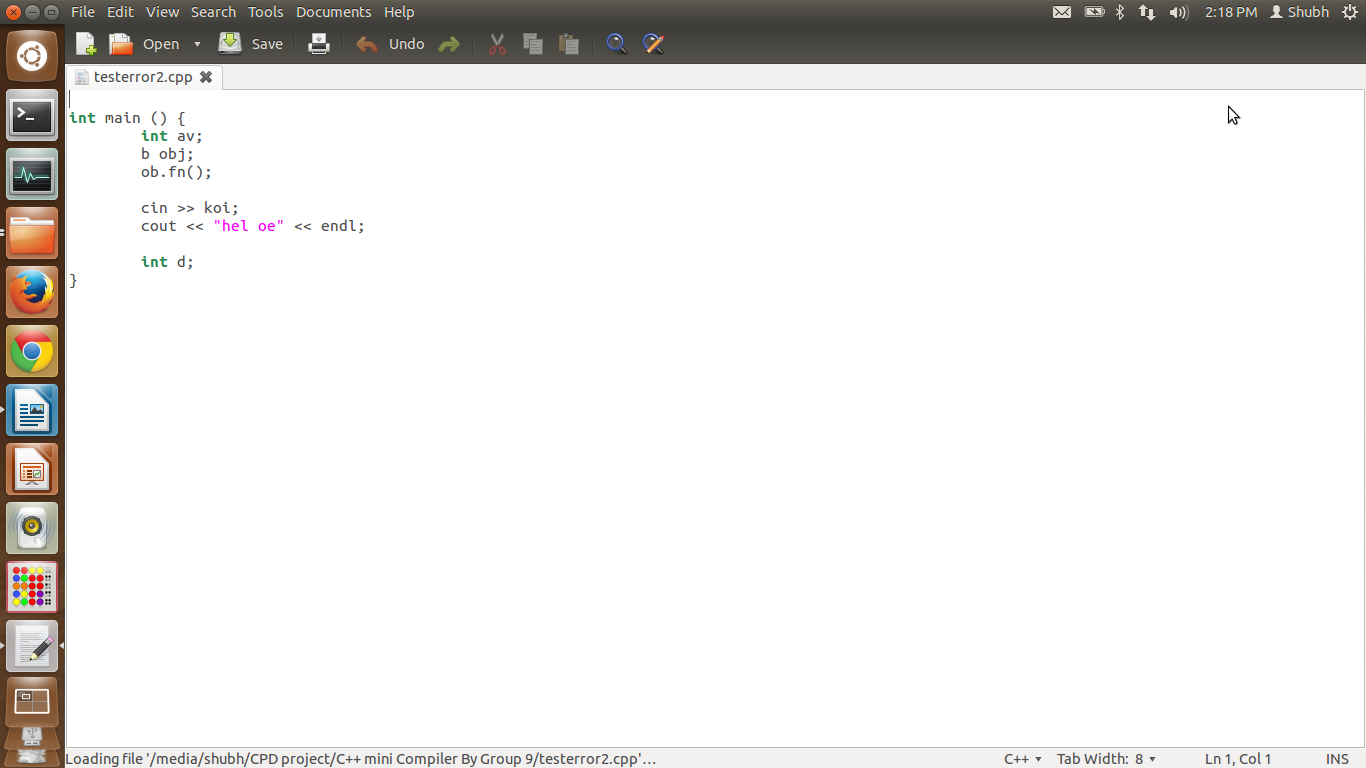 File Edit View Search Tools Documents Help 2:18 PM Shubh
Open Save Undo
testerror2.cpp
int main () {
int av;
b obj;
ob.fn();
cin >> koi;
cout << "hel oe" << endl;
int d;
}
Loading file '/media/shubh/CPD project/C++ mini Compiler By Group 9/testerror2.cpp'… C++ Tab Width: 8 Ln 1, Col 1 INS